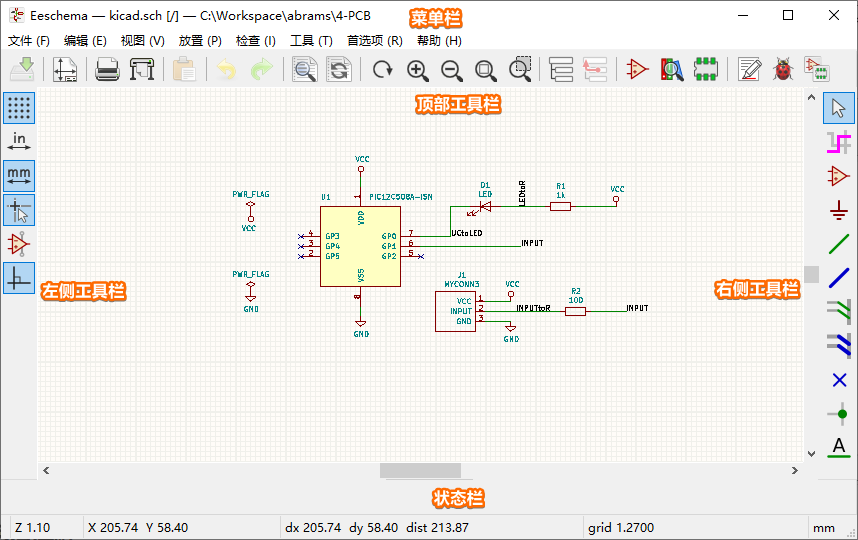 Eeschema — kicad.sch [/] — C:\Workspace\abrams\4-PCB
菜单栏
文件 (F) 编辑 (E) 视图 (V) 放置 (P) 检查 (I) 工具 (T) 首选项 (R) 帮助 (H)
顶部工具栏
in
mm
左侧工具栏
右侧工具栏
PWR_FLAG
VCC
PWR_FLAG
GND
VCC
U1
PIC12C508A-ISN
1
VDD
4 GP3
3 GP4
2 GP5
GP0 7
GP1 6
GP2 5
VSS
8
GND
UCtoLED
INPUT
D1
LED
LEDtoR
R1
1k
VCC
J1
MYCONN3
VCC 1
INPUT 2
GND 3
VCC
INPUTtoR
GND
R2
100
INPUT
A
状态栏
Z 1.10 X 205.74 Y 58.40 dx 205.74 dy 58.40 dist 213.87 grid 1.2700 mm